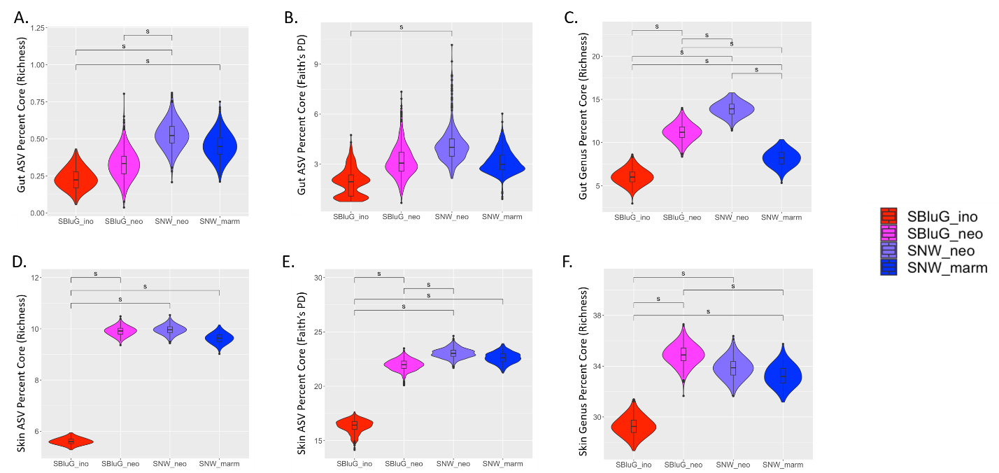 A.
Gut ASV Percent Core (Richness)
1.25
1.00
0.75
0.50
0.25
0.00
s
s
s
SBluG_ino SBluG_neo SNW_neo SNW_marm
B.
Gut ASV Percent Core (Faith's PD)
9
6
3
s
SBluG_ino SBluG_neo SNW_neo SNW_marm
C.
Gut Genus Percent Core (Richness)
20
15
10
5
s
s
s
s
s
s
SBluG_ino SBluG_neo SNW_neo SNW_marm
SBluG_ino
SBluG_neo
SNW_neo
SNW_marm
D.
Skin ASV Percent Core (Richness)
12
10
8
6
s
s
s
SBluG_ino SBluG_neo SNW_neo SNW_marm
E.
Skin ASV Percent Core (Faith's PD)
30
25
20
15
s
s
s
s
SBluG_ino SBluG_neo SNW_neo SNW_marm
F.
Skin Genus Percent Core (Richness)
38
34
30
s
s
s
s
SBluG_ino SBluG_neo SNW_neo SNW_marm